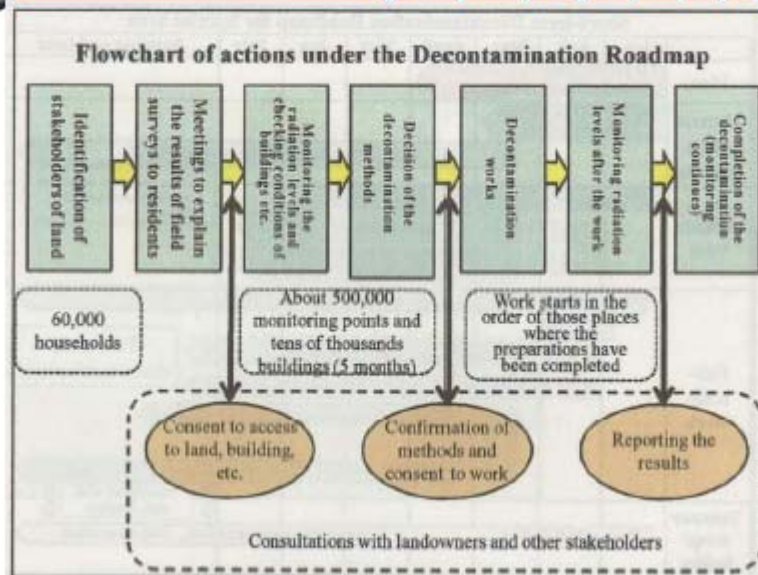 Flowchart of actions under the Decontamination Roadmap
Identification of
stakeholders of land
Meetings to explain
the results of field
surveys to residents
Monitoring the
radiation levels and
checking conditions of
buildings etc.
Decision of the
decontamination
methods
Decontamination
works
Monitoring radiation
levels after the work
Completion of the
decontamination
(monitoring
continues)
60,000
households
About 500,000
monitoring points and
tens of thousands
buildings (5 months)
Work starts in the
order of those places
where the
preparations have
been completed
Consent to access
to land, building,
etc.
Confirmation of
methods and
consent to work
Reporting the
results
Consultations with landowners and other stakeholders